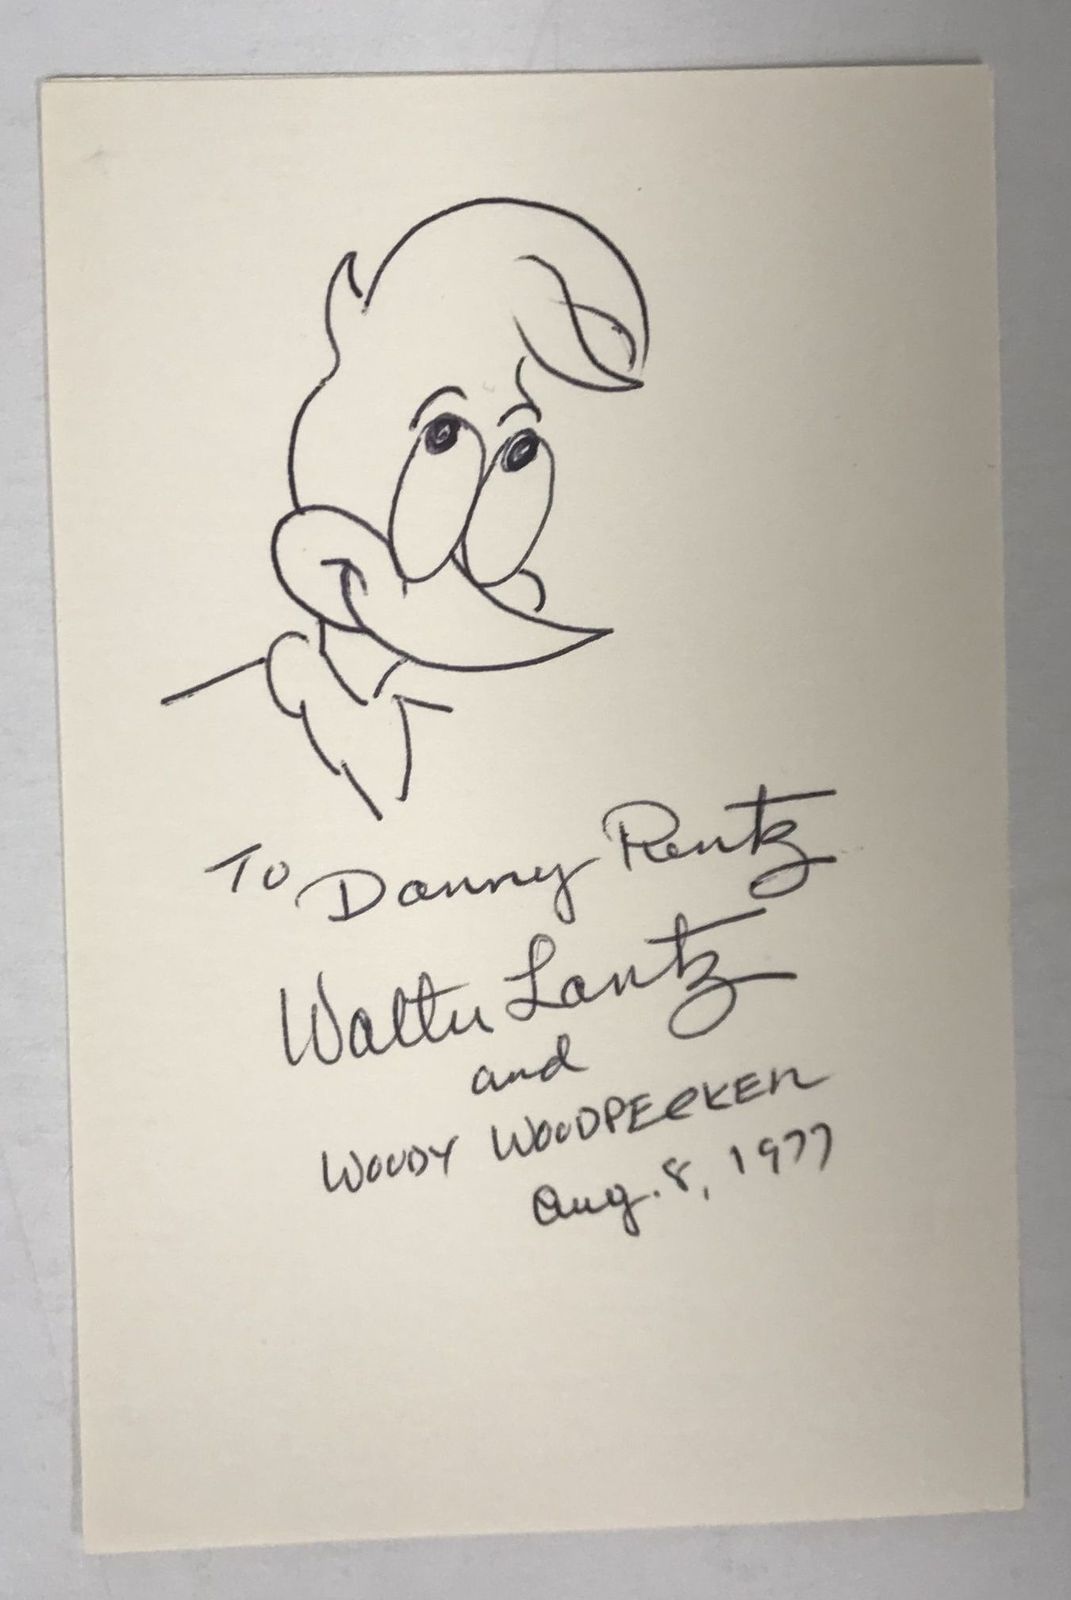 To Danny Rentz
Walter Lantz
and
WOODY WOODPECKER
Aug. 8, 1977